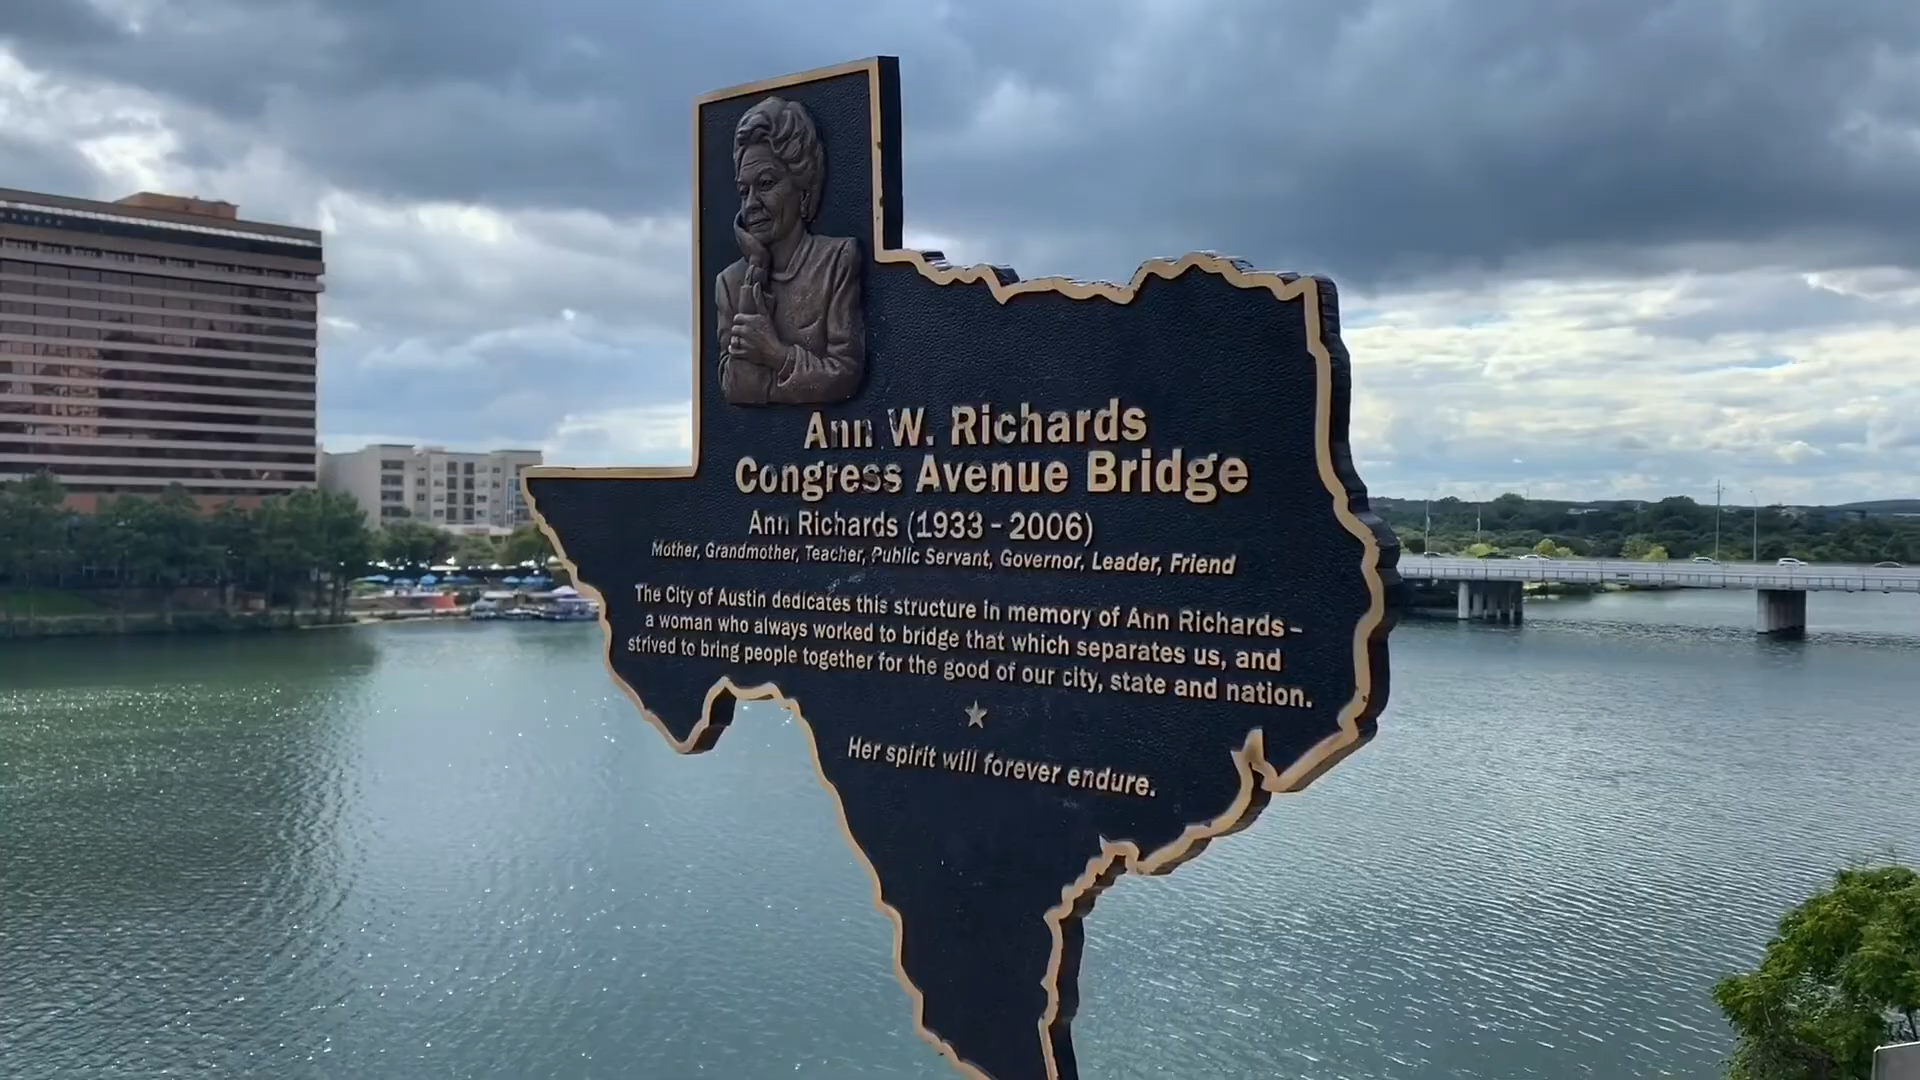 Ann W. Richards
Congress Avenue Bridge
Ann Richards (1933 - 2006)
Mother, Grandmother, Teacher, Public Servant, Governor, Leader, Friend
The City of Austin dedicates this structure in memory of Ann Richards –
a woman who always worked to bridge that which separates us, and
strived to bring people together for the good of our city, state and nation.
Her spirit will forever endure.